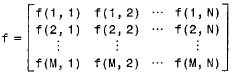 f(1, 1) f(1, 2) ⋯ f(1, N)
f = f(2, 1) f(2, 2) ⋯ f(2, N)
⋮ ⋮ ⋮
f(M, 1) f(M, 2) ⋯ f(M, N)